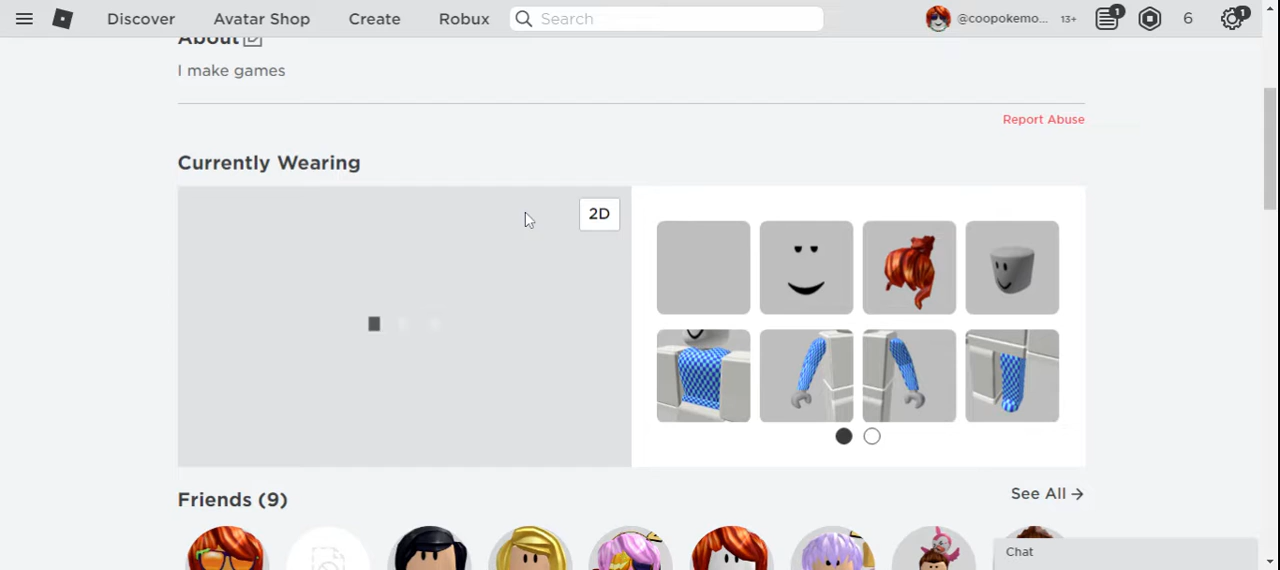 Discover Avatar Shop Create Robux Search @coopokemo... 13+ 1 6 1
About
I make games
Report Abuse
Currently Wearing
2D
Friends (9)
See All
Chat